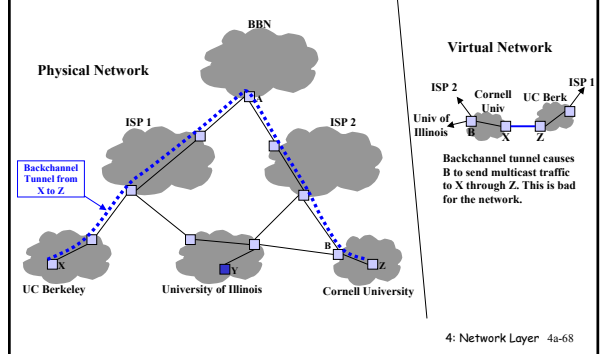 BBN
Physical Network
A
ISP 1
ISP 2
Backchannel
Tunnel from
X to Z
X
Y
B
Z
UC Berkeley
University of Illinois
Cornell University
Virtual Network
ISP 2
Cornell
Univ
UC Berk
ISP 1
Univ of
Illinois
B
X
Z
Backchannel tunnel causes
B to send multicast traffic
to X through Z. This is bad
for the network.
4: Network Layer 4a-68